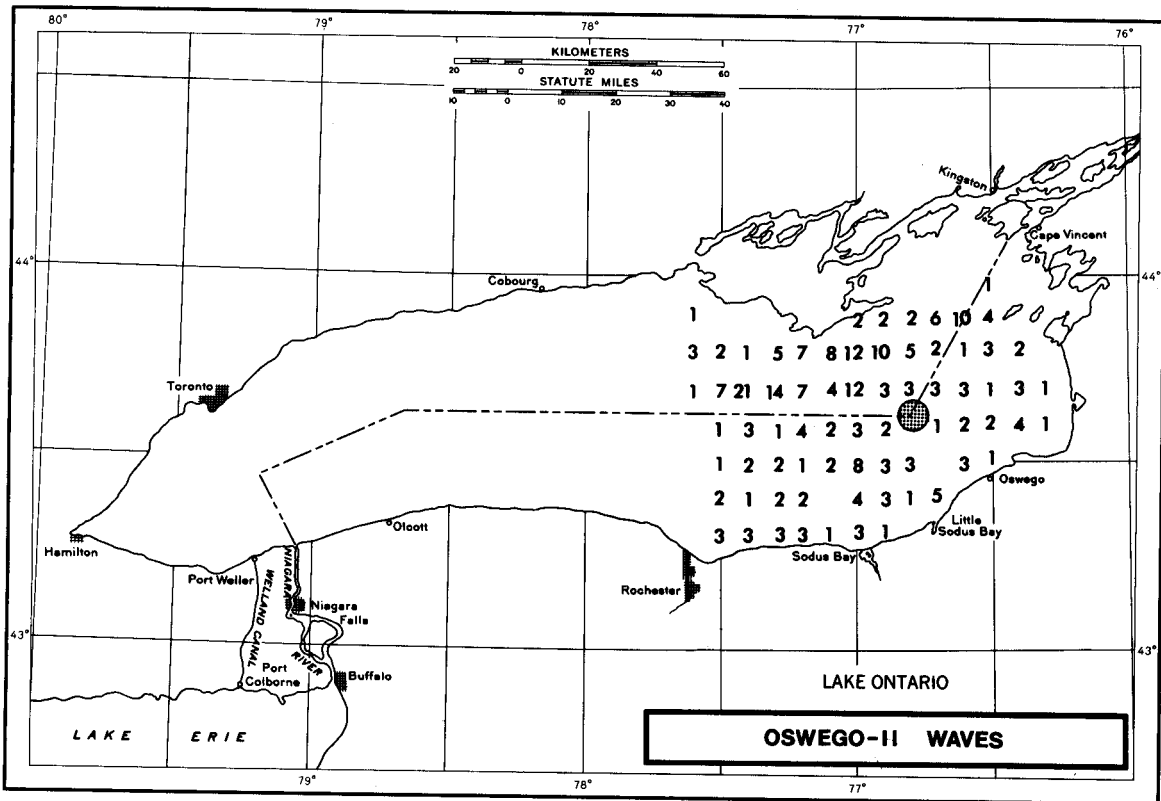 80° 79° 78° 77° 76°
KILOMETERS
20 0 20 40 60
STATUTE MILES
10 0 10 20 30 40
Kingston
Cape Vincent
44° 44°
Cobourg
1
1 2 2 2 6 10 4
3 2 1 5 7 8 12 10 5 2 1 3 2
Toronto
1 7 21 14 7 4 12 3 3 3 3 1 3 1
1 3 1 4 2 3 2 1 2 2 4 1
1 2 2 1 2 8 3 3 3 1
Oswego
2 1 2 2 4 3 1 5
Little
Sodus Bay
Olcott
3 3 3 3 1 3 1
Hamilton
Sodus Bay
Port Weller
NIAGARA
RIVER
WELLAND CANAL
Rochester
Niagara
Falls
43° 43°
Port
Colborne
Buffalo
LAKE ONTARIO
LAKE ERIE
OSWEGO-II WAVES
79° 78° 77°